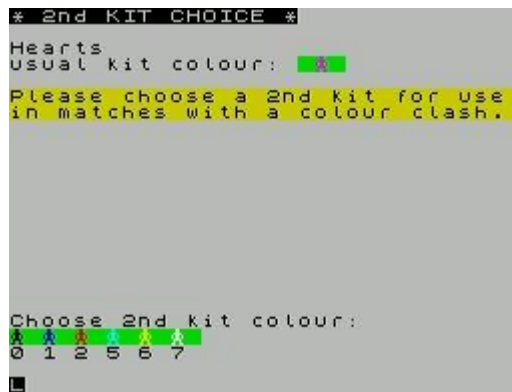 * 2nd KIT CHOICE *
Hearts
usual kit colour:
Please choose a 2nd kit for use
in matches with a colour clash.
Choose 2nd kit colour:
0 1 2 5 6 7
L